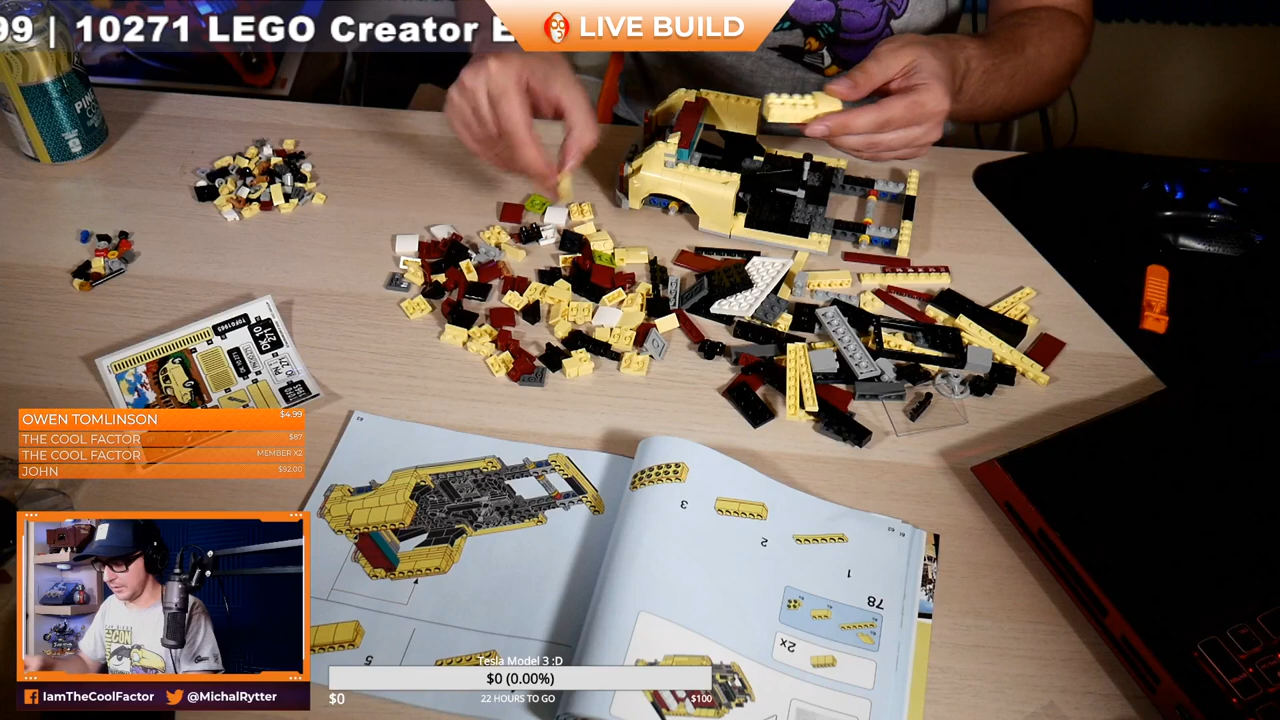 99 | 10271 LEGO Creator E
LIVE BUILD
OWEN TOMLINSON $4.99
THE COOL FACTOR $87
THE COOL FACTOR MEMBER X2
JOHN $92.00
3
2
1
78
2x
5
Tesla Model 3 :D
$0 (0.00%)
$0 22 HOURS TO GO $100
IamTheCoolFactor @MichalRytter